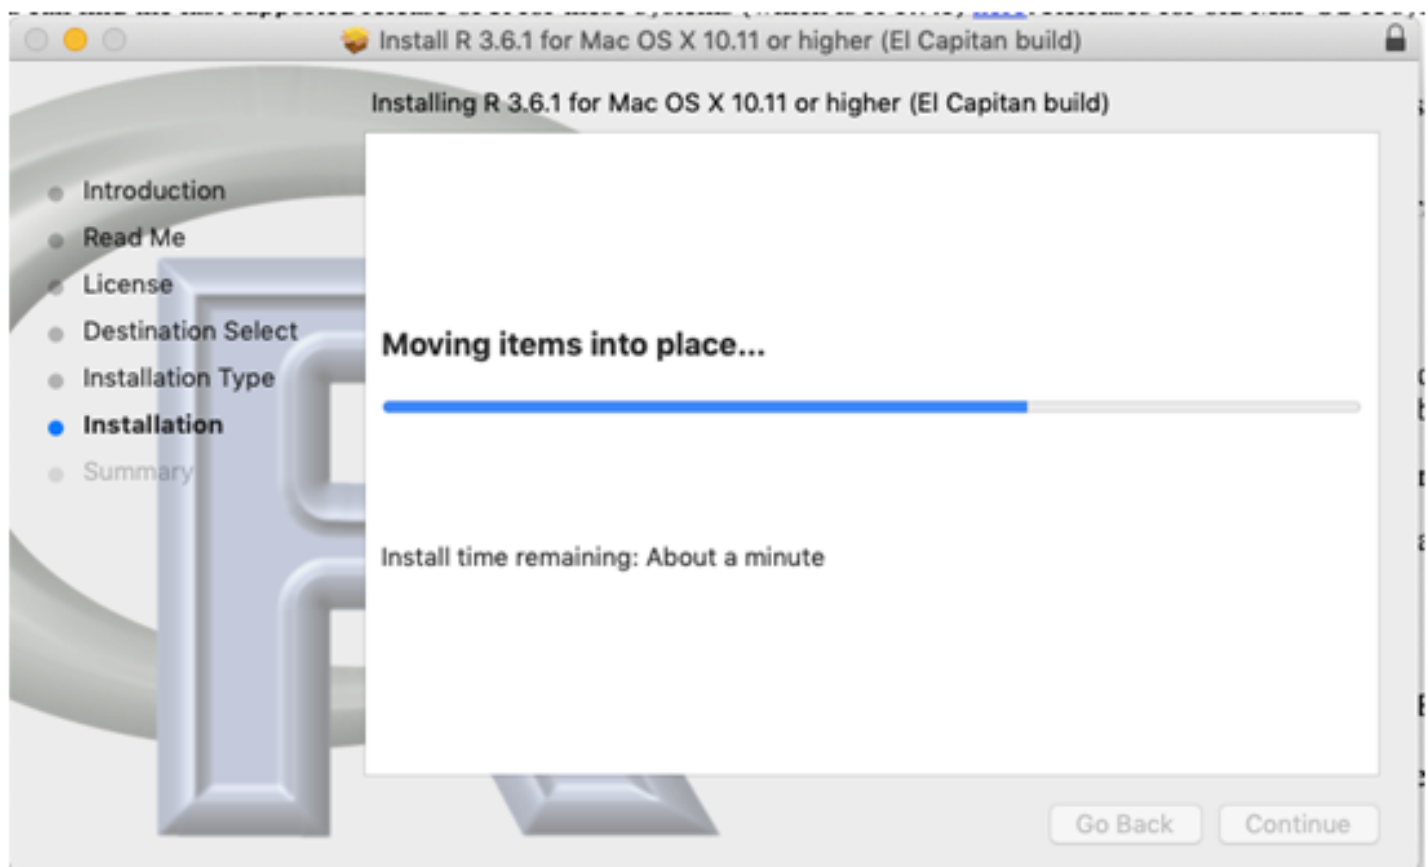 Install R 3.6.1 for Mac OS X 10.11 or higher (El Capitan build)
Installing R 3.6.1 for Mac OS X 10.11 or higher (El Capitan build)
Introduction
Read Me
License
Destination Select
Installation Type
Installation
Summary
Moving items into place...
Install time remaining: About a minute
Go Back
Continue